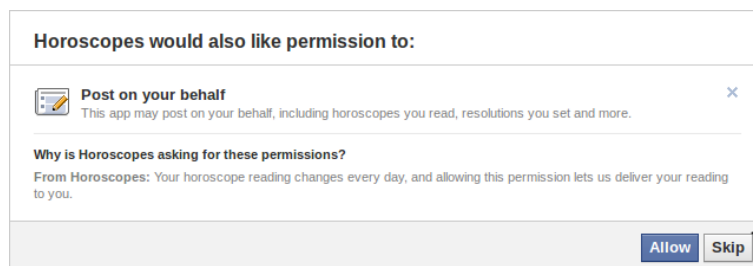 Horoscopes would also like permission to:
Post on your behalf
This app may post on your behalf, including horoscopes you read, resolutions you set and more.
Why is Horoscopes asking for these permissions?
From Horoscopes: Your horoscope reading changes every day, and allowing this permission lets us deliver your reading
to you.
Allow Skip